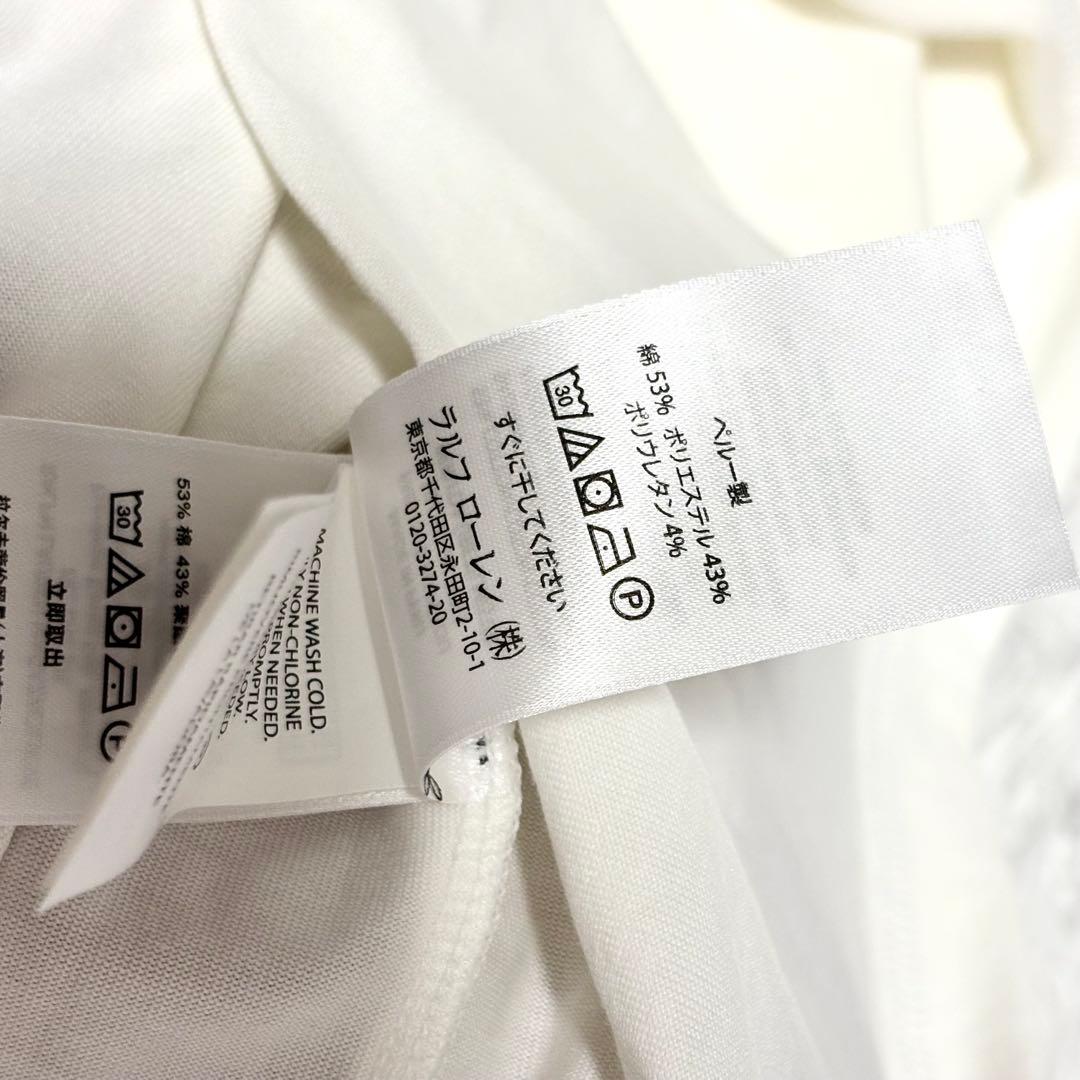 ペルー製
綿 53% ポリエステル 43%
ポリウレタン 4%
30
P
すぐに干してください
ラルフ ローレン (株)
東京都千代田区永田町2-10-1
0120-3274-20
MACHINE WASH COLD.
NON-CHLORINE
WHEN NEEDED.
PROMPTLY.
LOW.
53% 棉 43%
30
立即取出